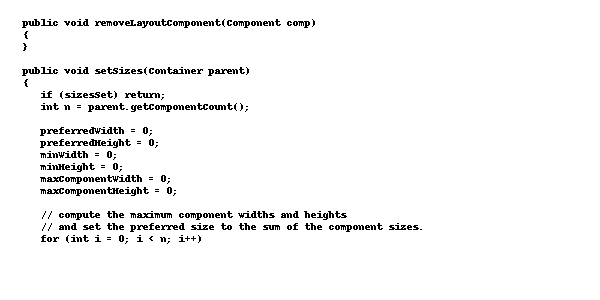 public void removeLayoutComponent(Component comp)
{
}
public void setSizes(Container parent)
{
if (sizesSet) return;
int n = parent.getComponentCount();
preferredWidth = 0;
preferredHeight = 0;
minWidth = 0;
minHeight = 0;
maxComponentWidth = 0;
maxComponentHeight = 0;
// compute the maximum component widths and heights
// and set the preferred size to the sum of the component sizes.
for (int i = 0; i < n; i++)